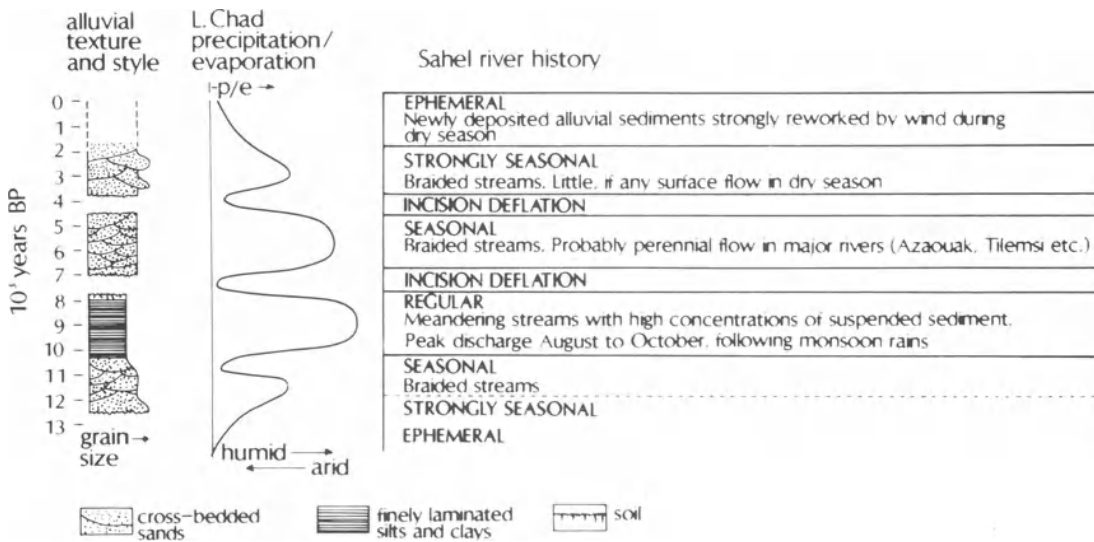 alluvial
texture
and style
L. Chad
precipitation/
evaporation
Sahel river history
-p/e →
10³ years BP
0
1
2
3
4
5
6
7
8
9
10
11
12
13
EPHEMERAL
Newly deposited alluvial sediments strongly reworked by wind during
dry season
STRONGLY SEASONAL
Braided streams. Little, if any surface flow in dry season
INCISION DEFLATION
SEASONAL
Braided streams. Probably perennial flow in major rivers (Azaouak, Tilemsi etc.)
INCISION DEFLATION
REGULAR
Meandering streams with high concentrations of suspended sediment.
Peak discharge August to October, following monsoon rains
SEASONAL
Braided streams
STRONGLY SEASONAL
EPHEMERAL
grain →
size
humid →
← arid
cross-bedded
sands
finely laminated
silts and clays
soil